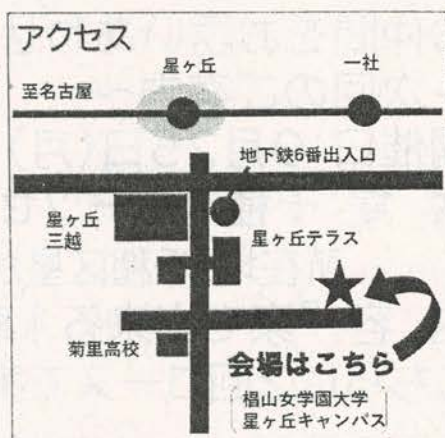 アクセス
星ヶ丘
一社
至名古屋
地下鉄6番出入口
星ヶ丘
三越
星ヶ丘テラス
菊里高校
会場はこちら
椙山女学園大学
星ヶ丘キャンパス